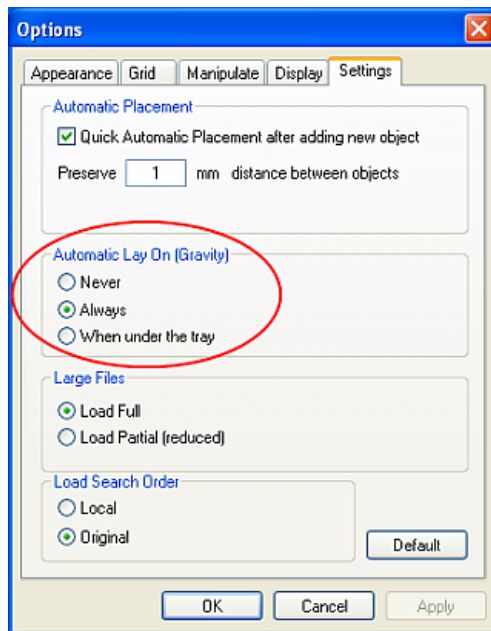 Options
Appearance Grid Manipulate Display Settings
Automatic Placement
Quick Automatic Placement after adding new object
Preserve 1 mm distance between objects
Automatic Lay On (Gravity)
Never
Always
When under the tray
Large Files
Load Full
Load Partial (reduced)
Load Search Order
Local
Original
Default
OK Cancel Apply